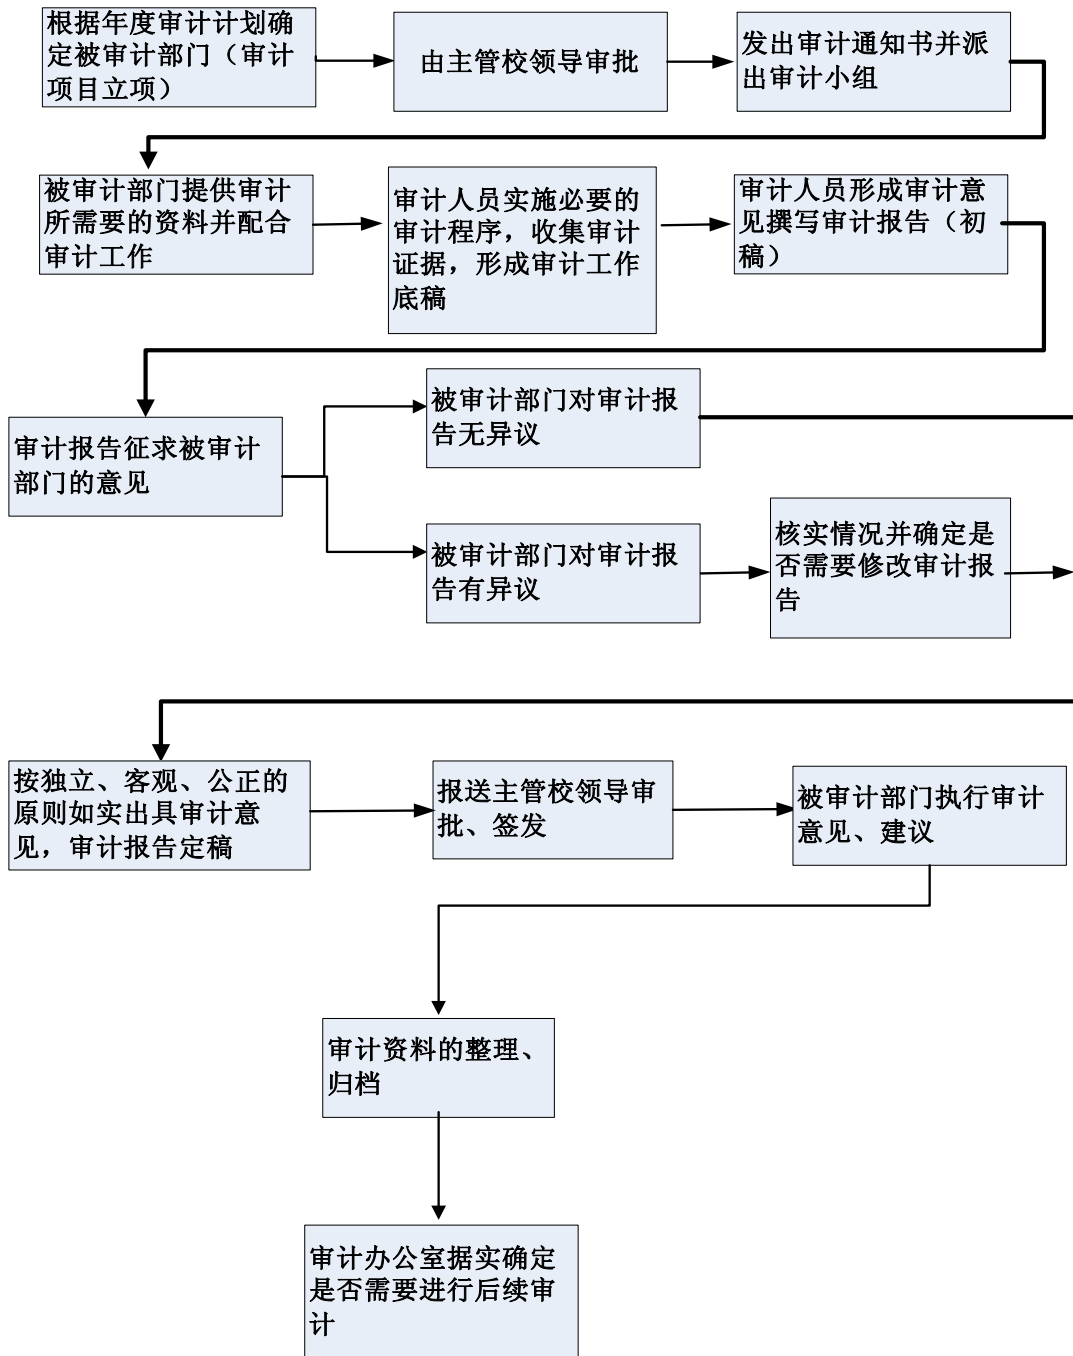 根据年度审计计划确
定被审计部门（审计
项目立项）
由主管校领导审批
发出审计通知书并派
出审计小组
被审计部门提供审计
所需要的资料并配合
审计工作
审计人员实施必要的
审计程序，收集审计
证据，形成审计工作
底稿
审计人员形成审计意
见撰写审计报告（初
稿）
审计报告征求被审计
部门的意见
被审计部门对审计报
告无异议
被审计部门对审计报
告有异议
核实情况并确定是
否需要修改审计报
告
按独立、客观、公正的
原则如实出具审计意
见，审计报告定稿
报送主管校领导审
批、签发
被审计部门执行审计
意见、建议
审计资料的整理、
归档
审计办公室据实确定
是否需要进行后续审
计